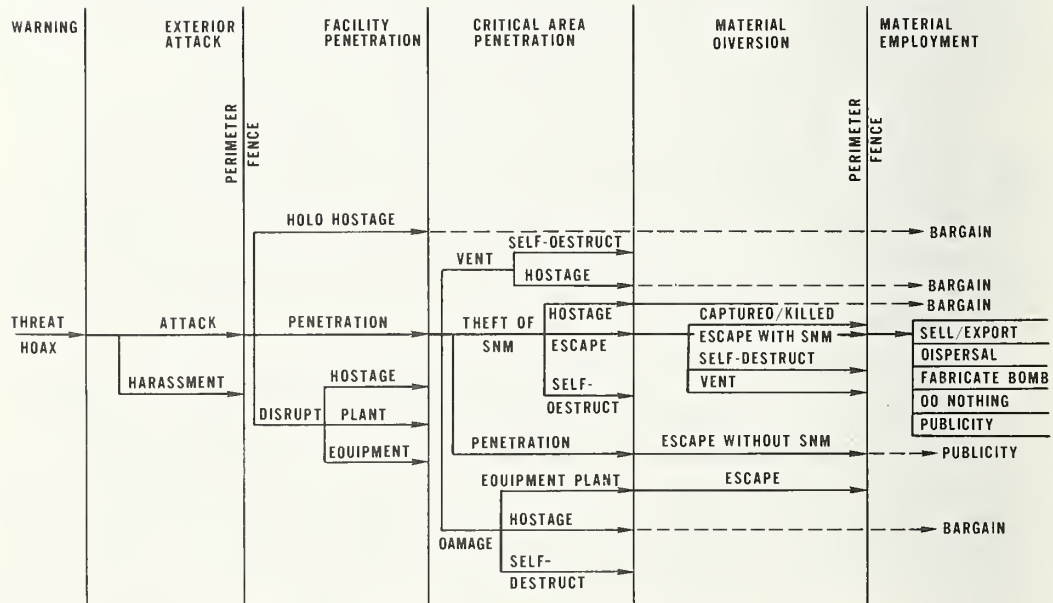 WARNING
EXTERIOR
ATTACK
FACILITY
PENETRATION
CRITICAL AREA
PENETRATION
MATERIAL
OIVERSION
MATERIAL
EMPLOYMENT
PERIMETER
FENCE
PERIMETER
FENCE
HOLO HOSTAGE
BARGAIN
SELF-OESTRUCT
VENT
HOSTAGE
BARGAIN
HOSTAGE
BARGAIN
THREAT
HOAX
ATTACK
PENETRATION
THEFT OF
SNM
ESCAPE
CAPTURED/KILLED
ESCAPE WITH SNM
SELF-DESTRUCT
VENT
SELL/EXPORT
DISPERSAL
FABRICATE BOMB
OO NOTHING
PUBLICITY
HARASSMENT
HOSTAGE
DISRUPT
PLANT
EQUIPMENT
SELF-
OESTRUCT
PENETRATION
ESCAPE WITHOUT SNM
PUBLICITY
EQUIPMENT PLANT
ESCAPE
HOSTAGE
BARGAIN
OAMAGE
SELF-
DESTRUCT